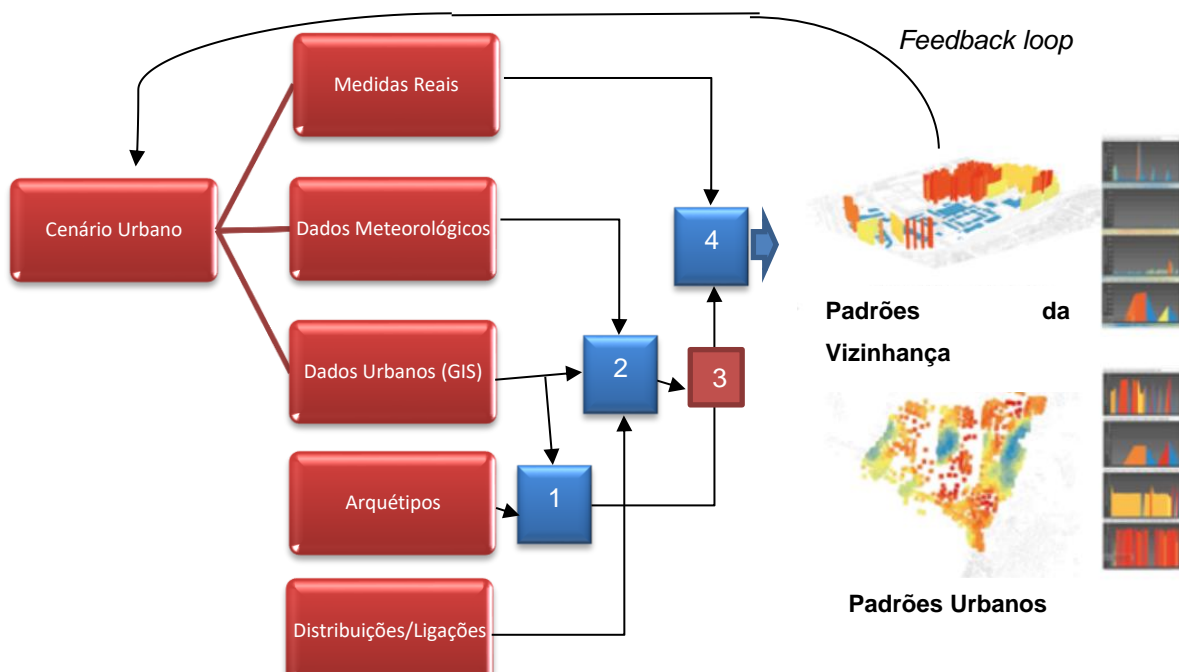 Feedback loop
Medidas Reais
Cenário Urbano
Dados Meteorológicos
4
Padrões da
Vizinhança
Dados Urbanos (GIS)
2
3
Arquétipos
1
Padrões Urbanos
Distribuições/Ligações